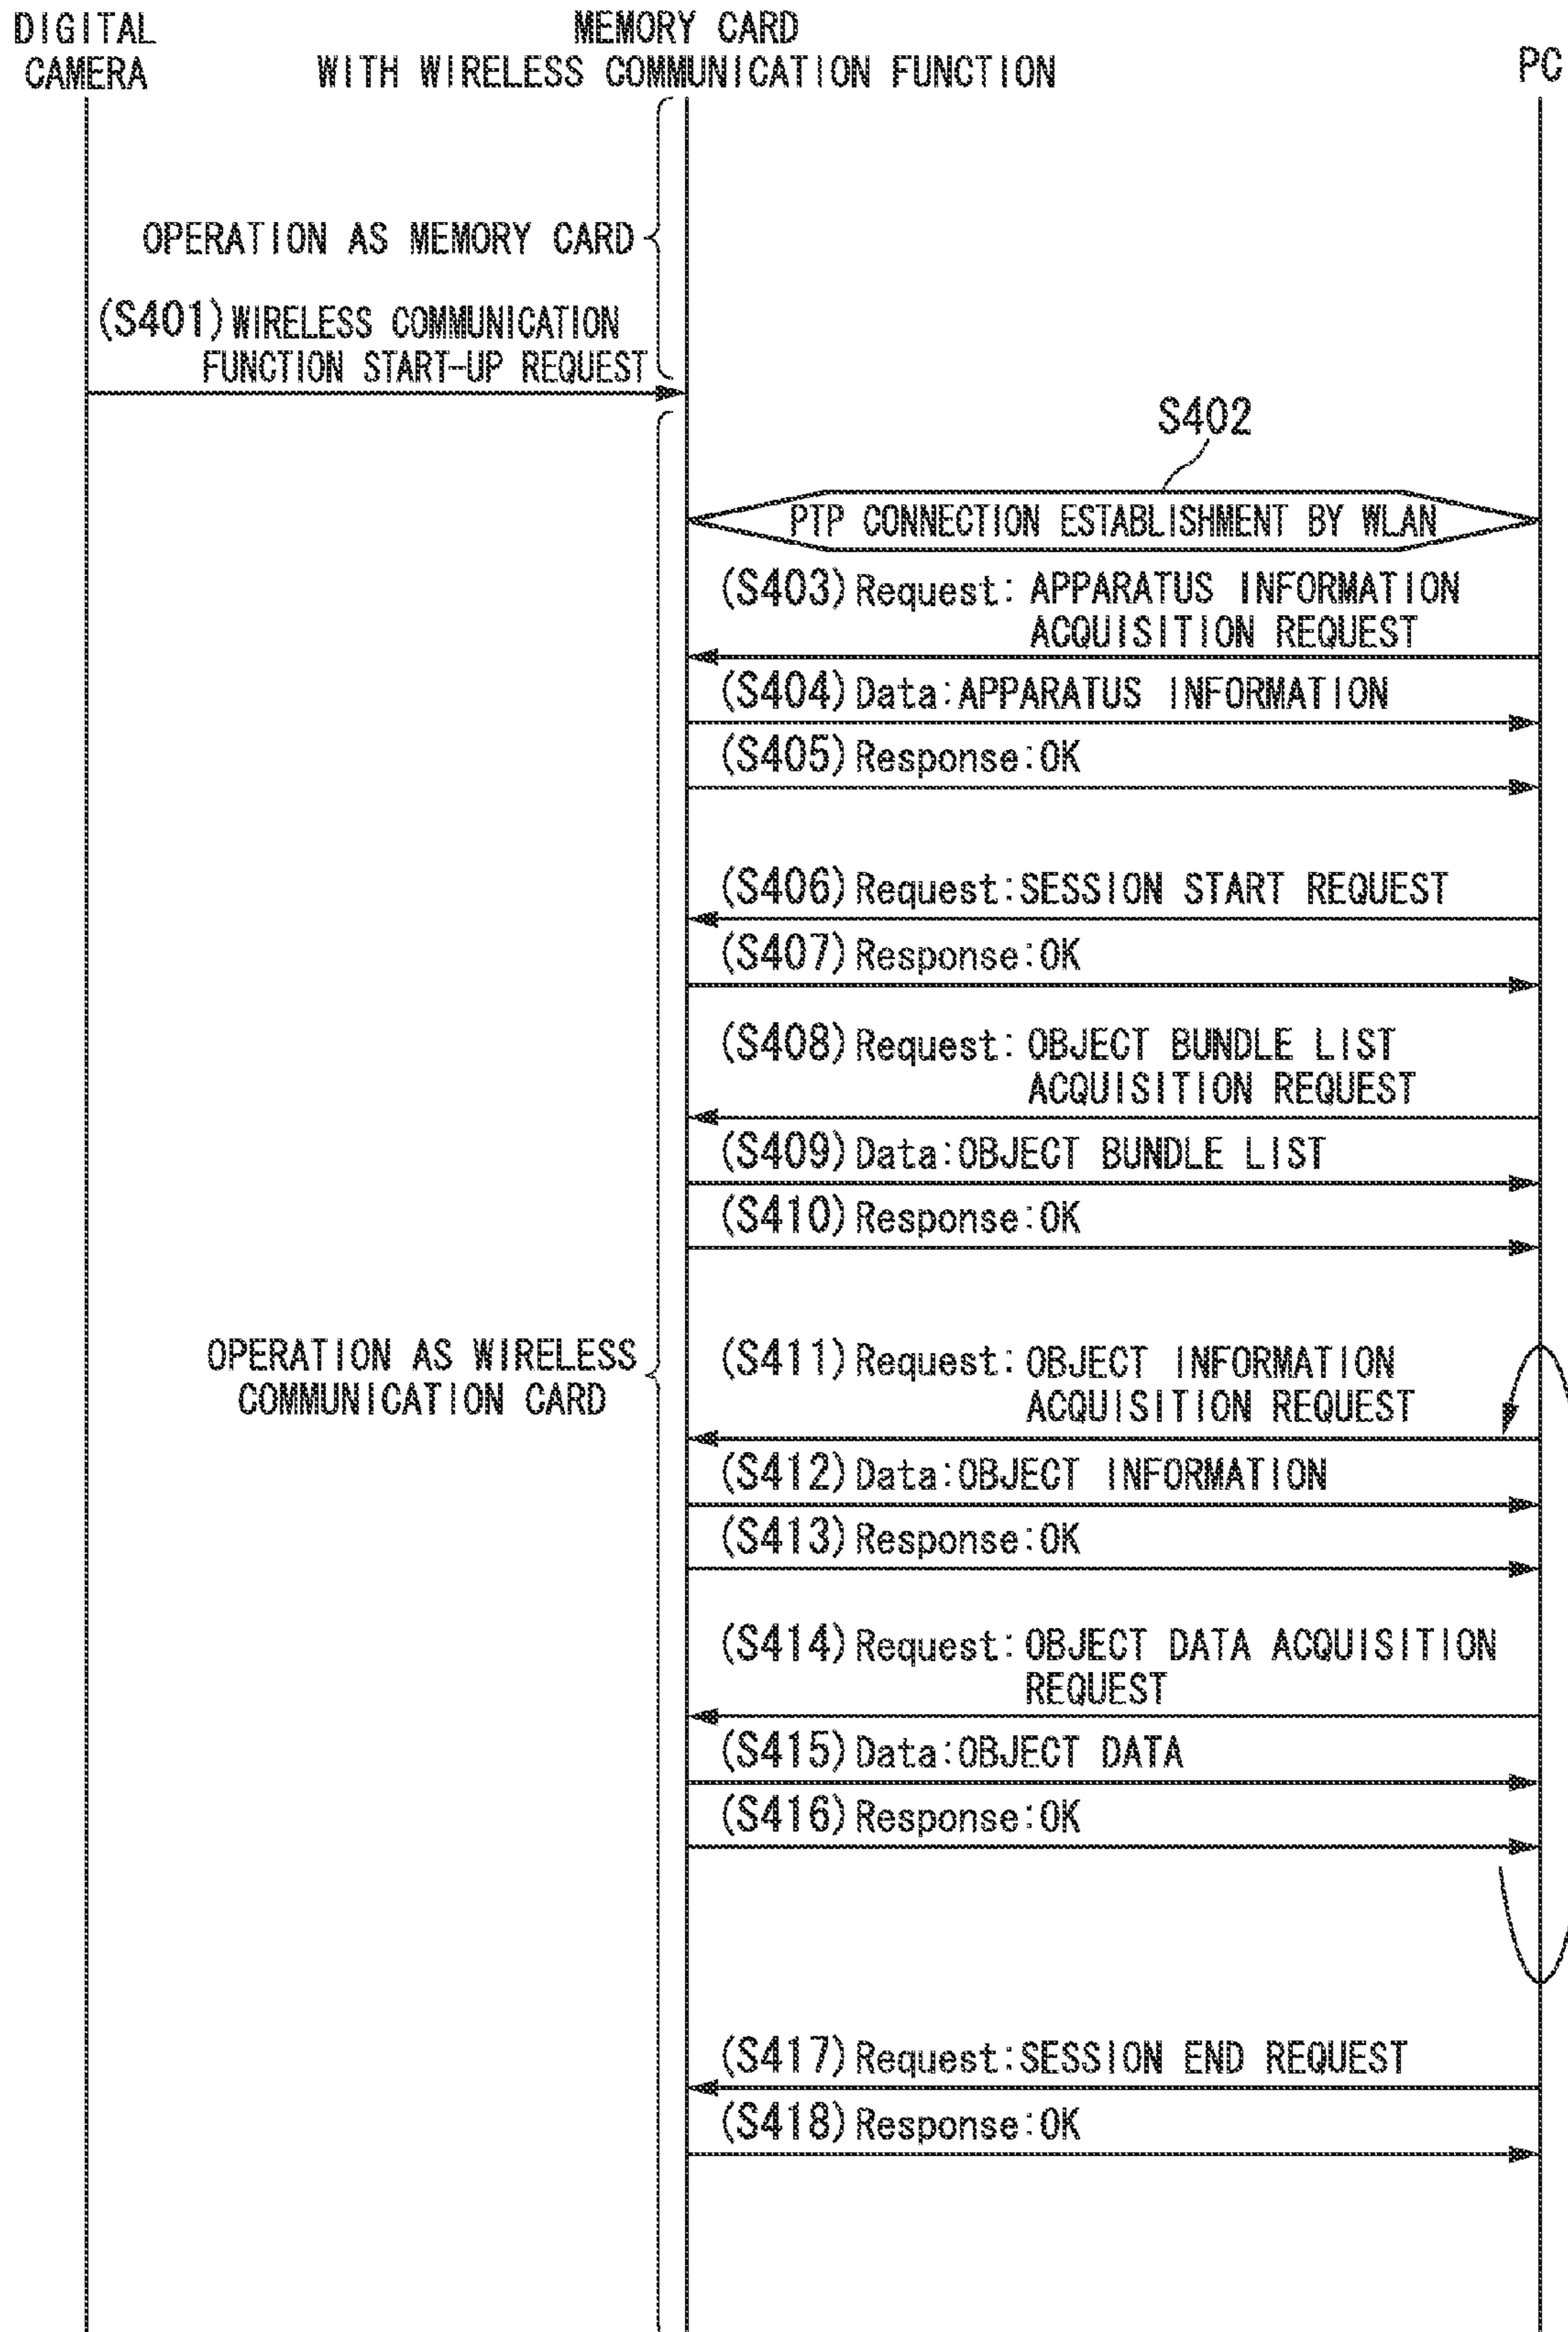 DIGITAL
CAMERA
MEMORY CARD
WITH WIRELESS COMMUNICATION FUNCTION
PC
OPERATION AS MEMORY CARD
(S401) WIRELESS COMMUNICATION
FUNCTION START-UP REQUEST
S402
PTP CONNECTION ESTABLISHMENT BY WLAN
(S403) Request: APPARATUS INFORMATION
ACQUISITION REQUEST
(S404) Data:APPARATUS INFORMATION
(S405) Response:OK
(S406) Request:SESSION START REQUEST
(S407) Response:OK
(S408) Request: OBJECT BUNDLE LIST
ACQUISITION REQUEST
(S409) Data:OBJECT BUNDLE LIST
(S410) Response:OK
OPERATION AS WIRELESS
COMMUNICATION CARD
(S411) Request: OBJECT INFORMATION
ACQUISITION REQUEST
(S412) Data:OBJECT INFORMATION
(S413) Response:OK
(S414) Request: OBJECT DATA ACQUISITION
REQUEST
(S415) Data:OBJECT DATA
(S416) Response:OK
(S417) Request:SESSION END REQUEST
(S418) Response:OK